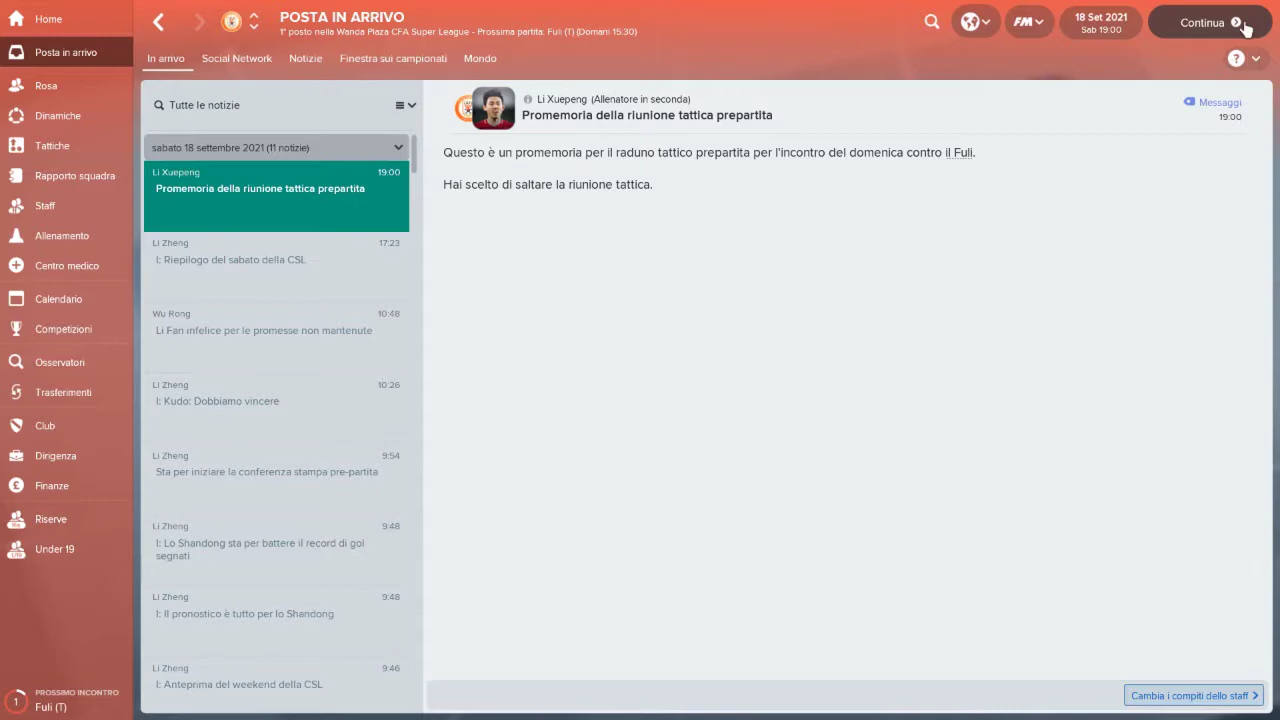 Home
Posta in arrivo
Rosa
Dinamiche
Tattiche
Rapporto squadra
Staff
Allenamento
Centro medico
Calendario
Competizioni
Osservatori
Trasferimenti
Club
Dirigenza
Finanze
Riserve
Under 19
1
PROSSIMO INCONTRO
Fuli (T)
POSTA IN ARRIVO
1° posto nella Wanda Plaza CFA Super League - Prossima partita: Fuli (T) (Domani 15:30)
FM
18 Set 2021
Sab 19:00
Continua
In arrivo Social Network Notizie Finestra sui campionati Mondo
?
Tutte le notizie
sabato 18 settembre 2021 (11 notizie)
Li Xuepeng 19:00
Promemoria della riunione tattica prepartita
Li Zheng 17:23
I: Riepilogo del sabato della CSL
Wu Rong 10:48
Li Fan infelice per le promesse non mantenute
Li Zheng 10:26
I: Kudo: Dobbiamo vincere
Li Zheng 9:54
Sta per iniziare la conferenza stampa pre-partita
Li Zheng 9:48
I: Lo Shandong sta per battere il record di gol
segnati
Li Zheng 9:48
I: Il pronostico è tutto per lo Shandong
Li Zheng 9:46
I: Anteprima del weekend della CSL
Li Xuepeng (Allenatore in seconda)
Promemoria della riunione tattica prepartita
Messaggi
19:00
Questo è un promemoria per il raduno tattico prepartita per l'incontro del domenica contro il Fuli.
Hai scelto di saltare la riunione tattica.
Cambia i compiti dello staff